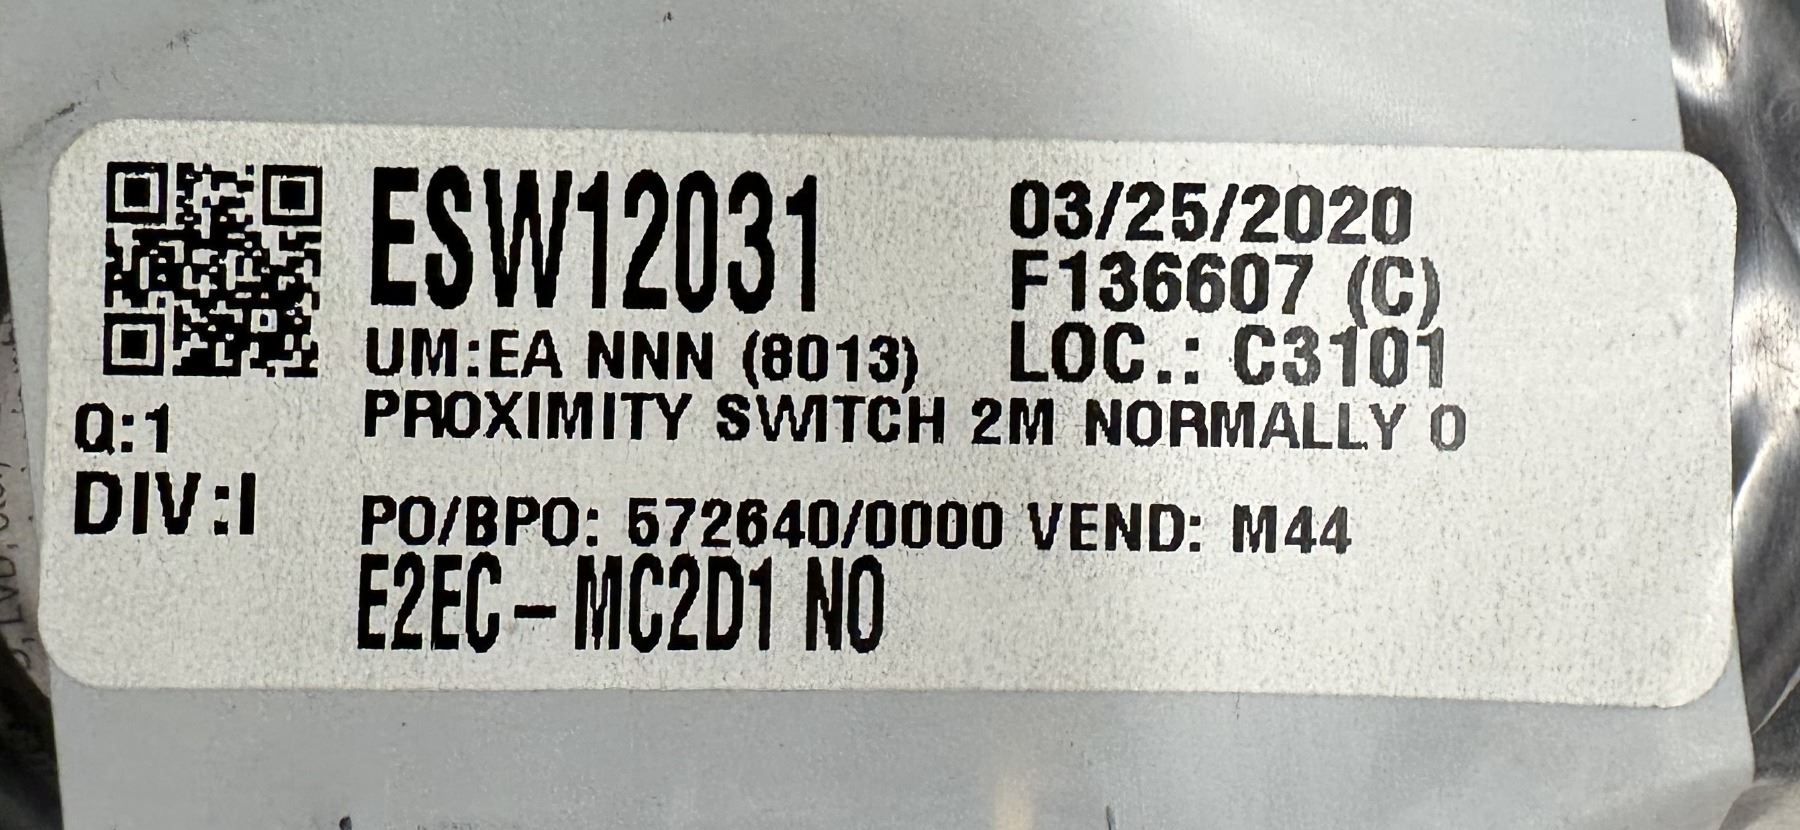 ESW12031
03/25/2020
F136607 (C)
UM:EA NNN (8013)
LOC.: C3101
PROXIMITY SWITCH 2M NORMALLY O
Q:1
DIV:I
PO/BPO: 572640/0000 VEND: M44
E2EC-MC2D1 NO